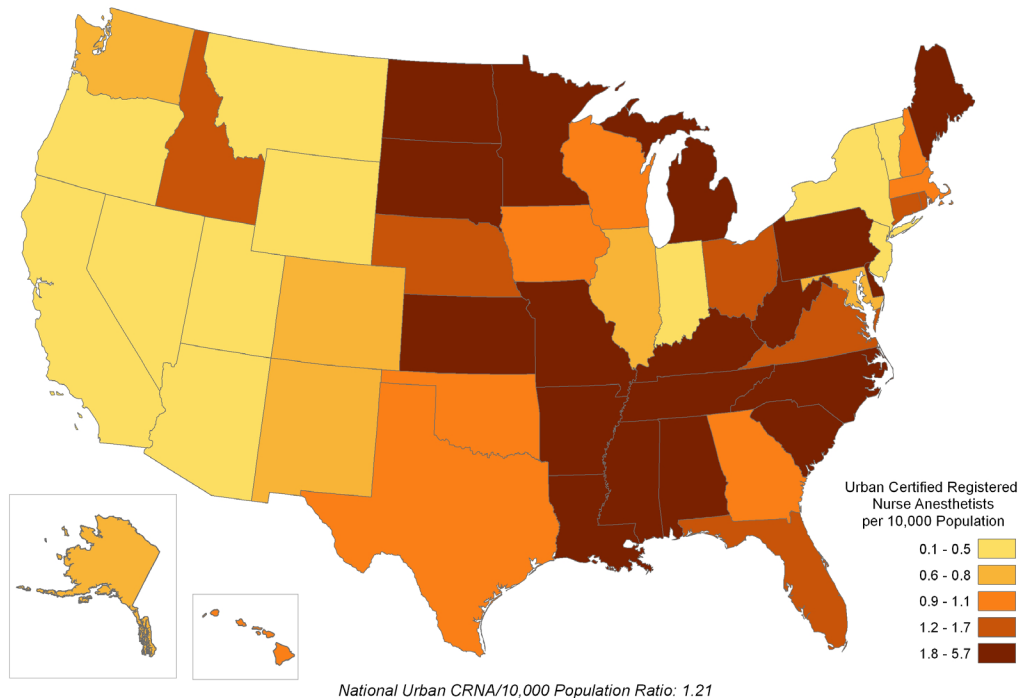 Urban Certified Registered
Nurse Anesthetists
per 10,000 Population
0.1 - 0.5
0.6 - 0.8
0.9 - 1.1
1.2 - 1.7
1.8 - 5.7
National Urban CRNA/10,000 Population Ratio: 1.21